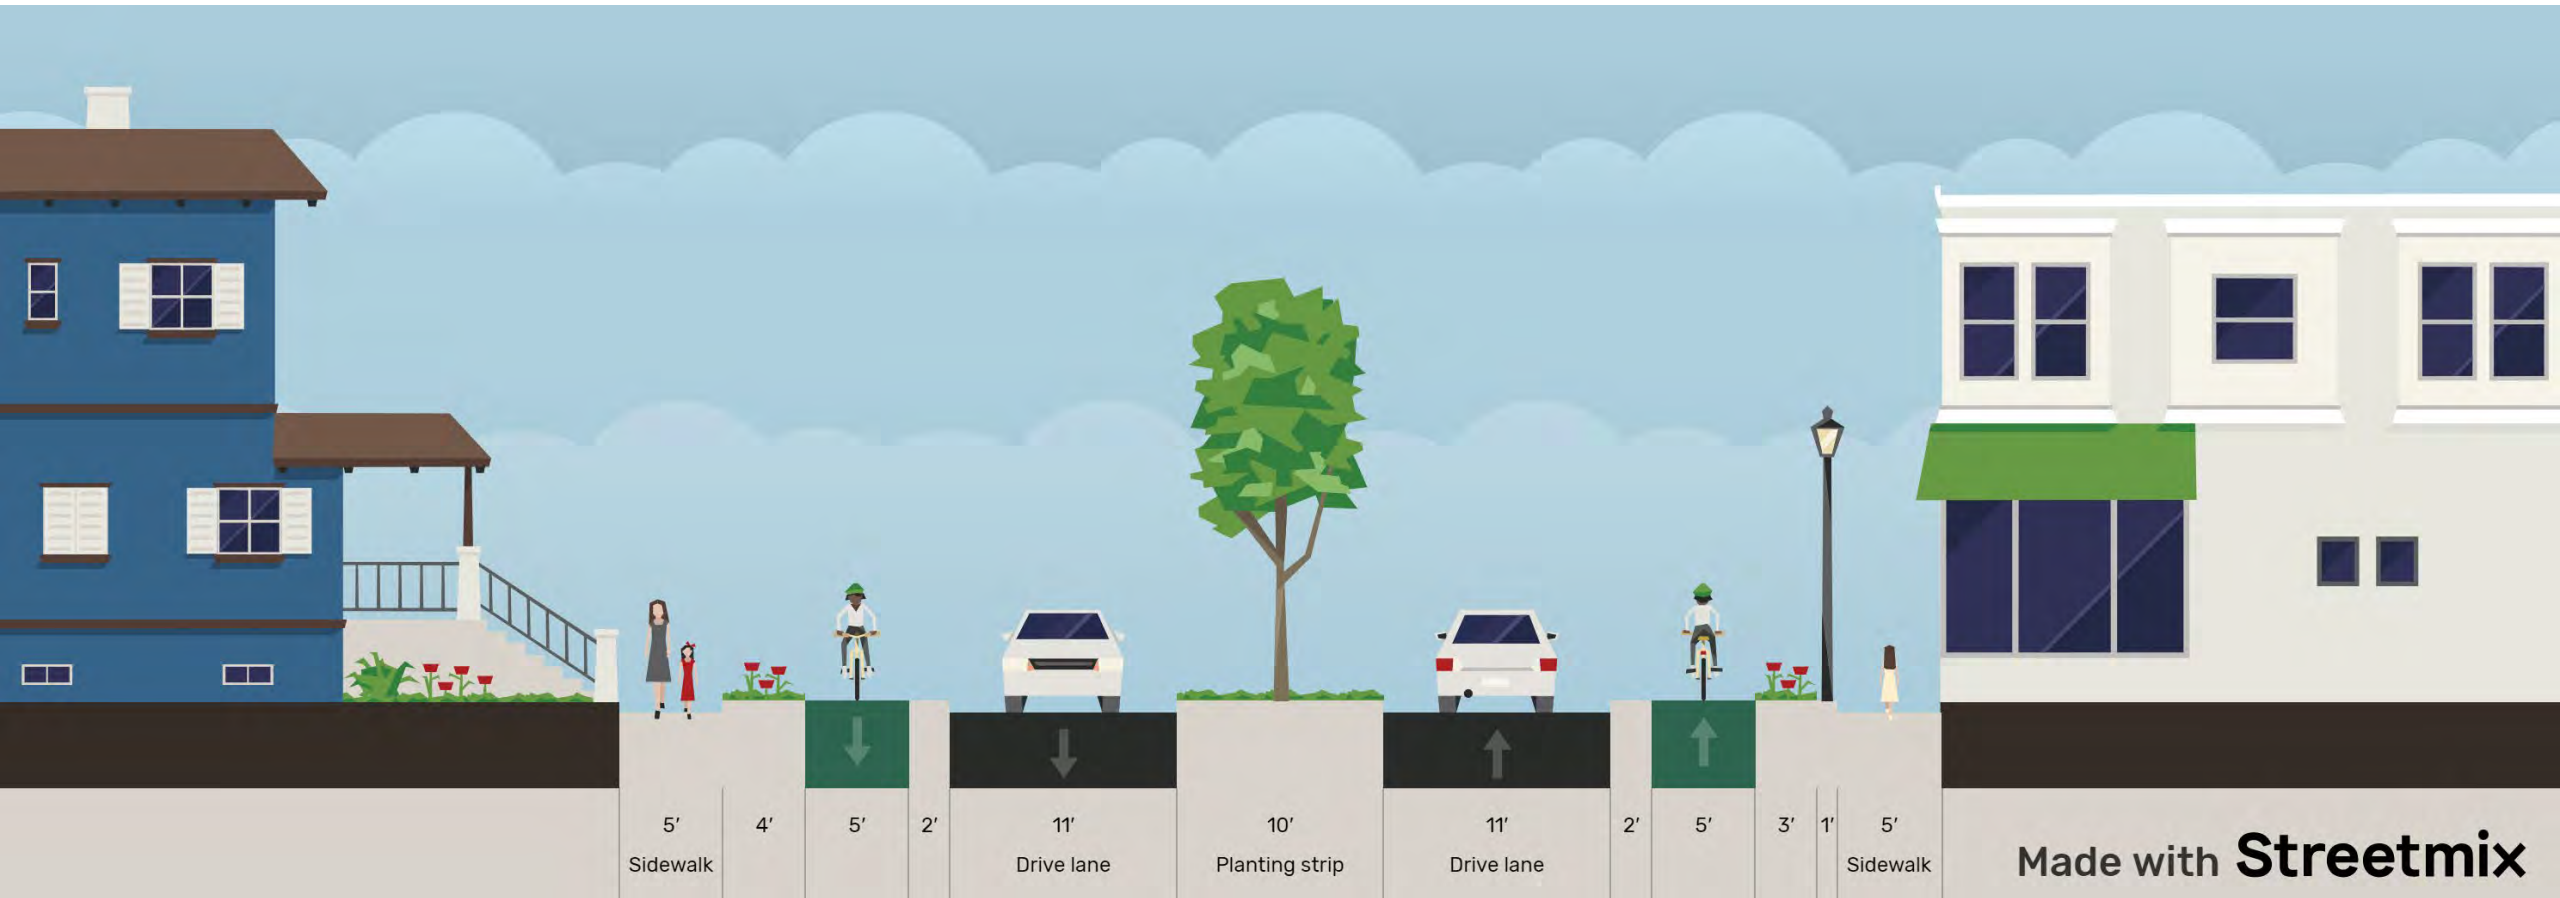 5′ 4′ 5′ 2′ 11′ 10′ 11′ 2′ 5′ 3′ 1′ 5′
Sidewalk Drive lane Planting strip Drive lane Sidewalk
Made with Streetmix